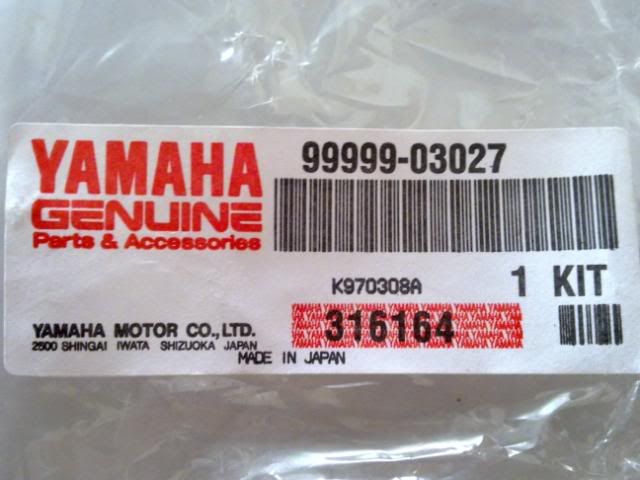 YAMAHA
GENUINE
Parts & Accessories
99999-03027
K970308A
1 KIT
316164
YAMAHA MOTOR CO.,LTD.
2500 SHINGAI IWATA SHIZUOKA JAPAN
MADE IN JAPAN